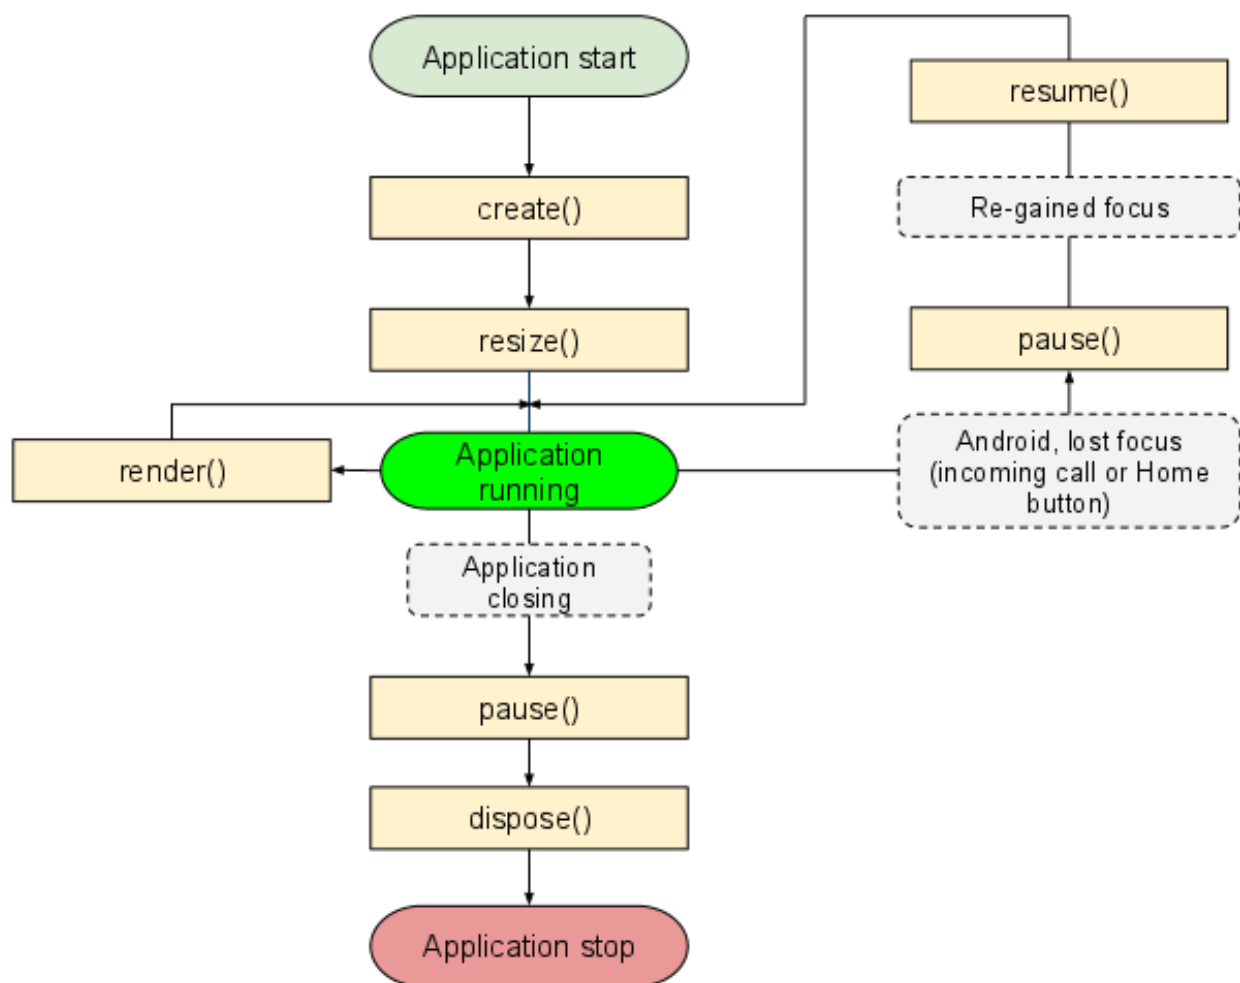 Application start
resume()
create()
Re-gained focus
resize()
pause()
render()
Application
running
Android, lost focus
(incoming call or Home
button)
Application
closing
pause()
dispose()
Application stop